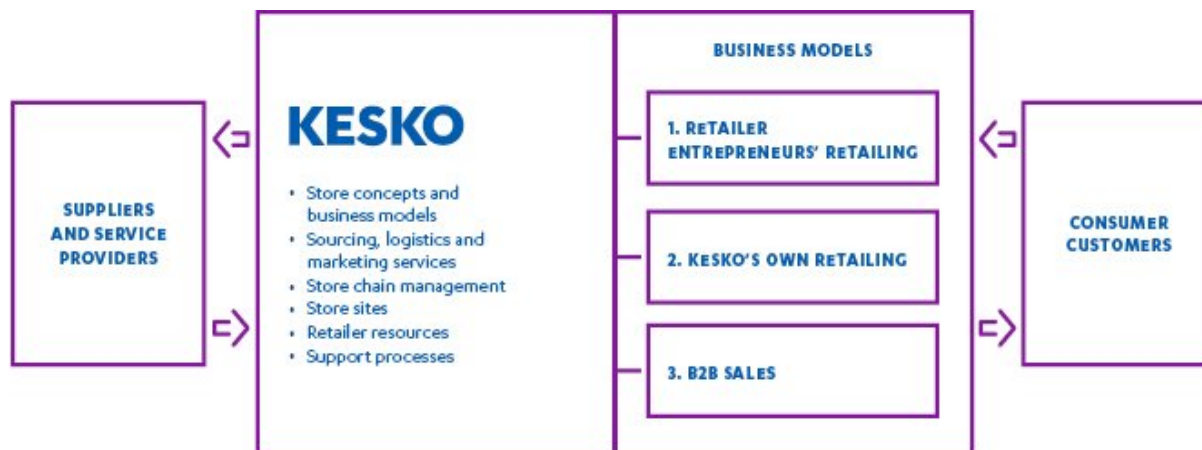 SUPPLIERS
AND SERVICE
PROVIDERS
KESKO
• Store concepts and
business models
• Sourcing, logistics and
marketing services
• Store chain management
• Store sites
• Retailer resources
• Support processes
BUSINESS MODELS
1. RETAILER
ENTREPRENEURS' RETAILING
2. KESKO'S OWN RETAILING
3. B2B SALES
CONSUMER
CUSTOMERS